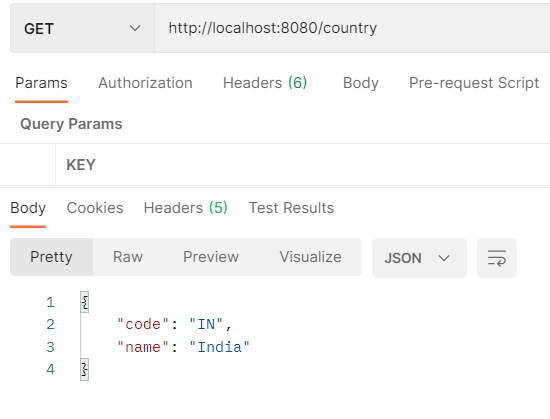 GET http://localhost:8080/country
Params Authorization Headers (6) Body Pre-request Script
Query Params
KEY
Body Cookies Headers (5) Test Results
Pretty Raw Preview Visualize JSON
1 {
2 "code": "IN",
3 "name": "India"
4 }